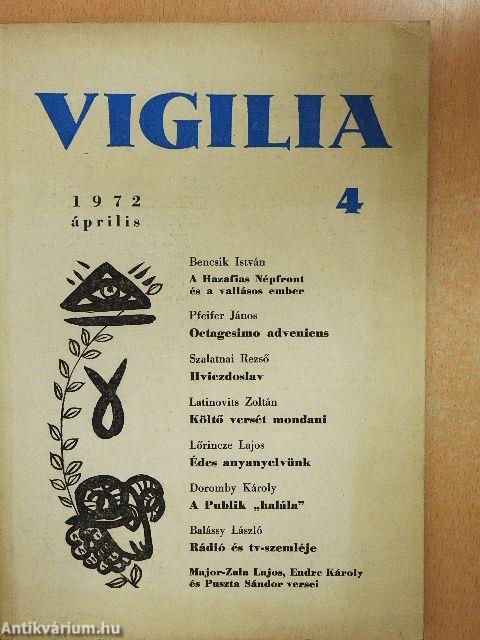 VIGILIA
1972 4
április
Bencsik István
A Hazafias Népfront
és a vallásos ember
Pfeifer János
Octagesimo adveniens
Szalatnai Rezső
Hviezdoslav
Latinovits Zoltán
Költő versét mondani
Lőrincze Lajos
Édes anyanyelvünk
Doromby Károly
A Publik „halála"
Balássy László
Rádió és tv-szemléje
Major-Zala Lajos, Endre Károly
és Puszta Sándor versei
Antikvárium.hu